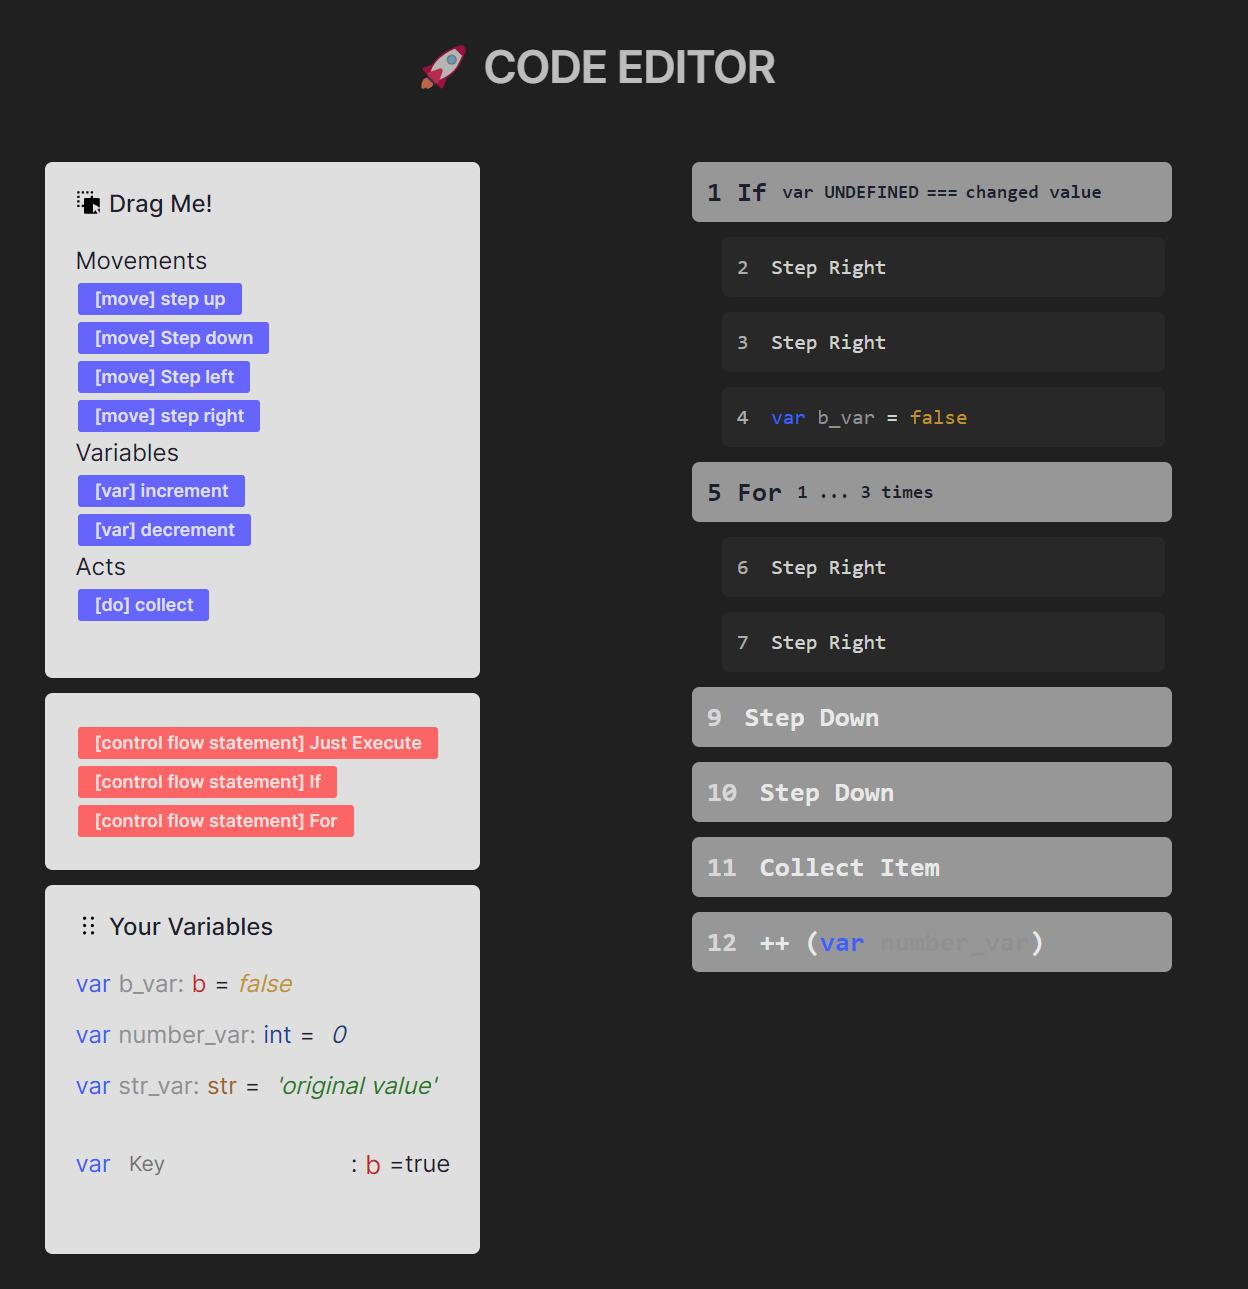 🚀 CODE EDITOR
Drag Me!
Movements
[move] step up
[move] Step down
[move] Step left
[move] step right
Variables
[var] increment
[var] decrement
Acts
[do] collect
[control flow statement] Just Execute
[control flow statement] If
[control flow statement] For
Your Variables
var b_var: b = false
var number_var: int = 0
var str_var: str = 'original value'
var Key : b =true
1 If var UNDEFINED === changed value
2 Step Right
3 Step Right
4 var b_var = false
5 For 1 ... 3 times
6 Step Right
7 Step Right
9 Step Down
10 Step Down
11 Collect Item
12 ++ (var number_var)